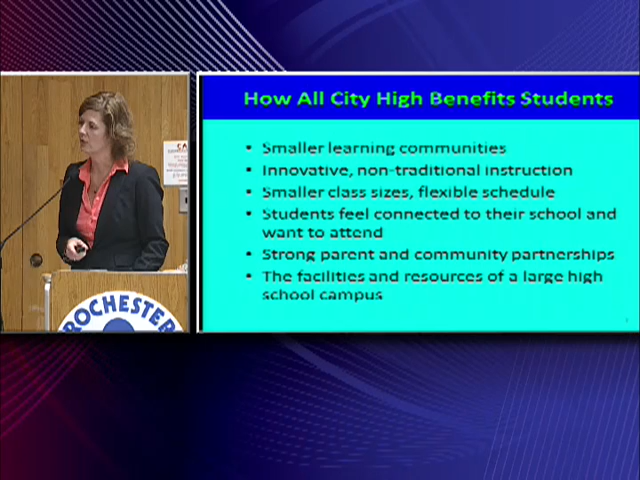 How All City High Benefits Students
• Smaller learning communities
• Innovative, non-traditional instruction
• Smaller class sizes, flexible schedule
• Students feel connected to their school and
want to attend
• Strong parent and community partnerships
• The facilities and resources of a large high
school campus
ROCHESTER